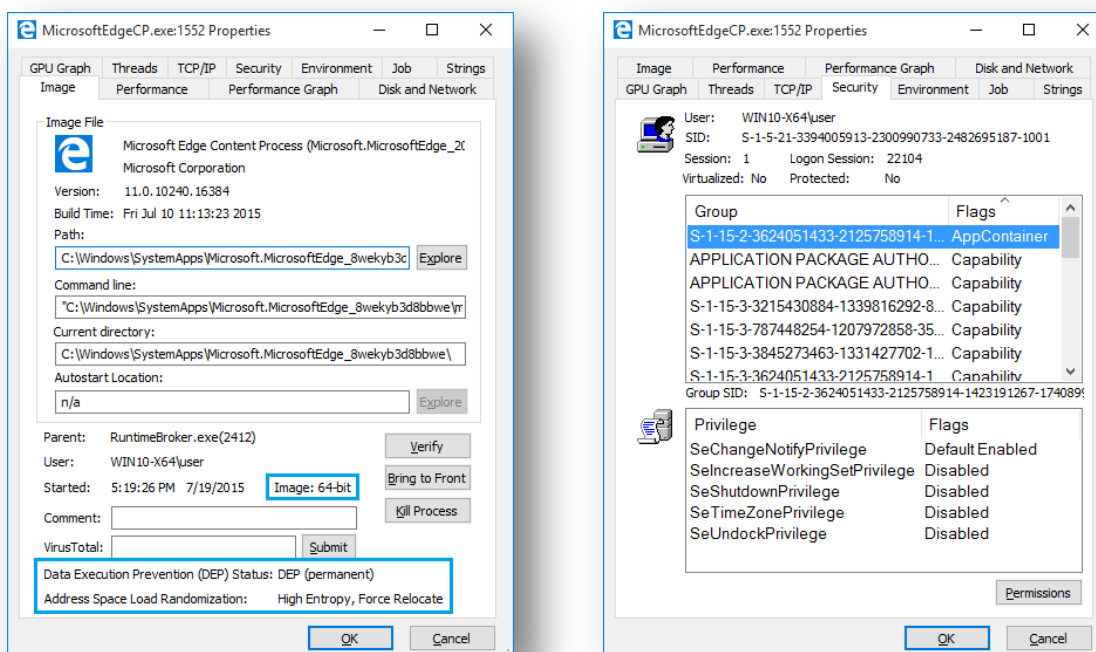 MicrosoftEdgeCP.exe:1552 Properties
GPU Graph Threads TCP/IP Security Environment Job Strings
Image Performance Performance Graph Disk and Network
Image File
Microsoft Edge Content Process (Microsoft.MicrosoftEdge_20
Microsoft Corporation
Version: 11.0.10240.16384
Build Time: Fri Jul 10 11:13:23 2015
Path:
C:\Windows\SystemApps\Microsoft.MicrosoftEdge_8wekyb3d Explore
Command line:
"C:\Windows\SystemApps\Microsoft.MicrosoftEdge_8wekyb3d8bbwe\m
Current directory:
C:\Windows\SystemApps\Microsoft.MicrosoftEdge_8wekyb3d8bbwe\
Autostart Location:
n/a Explore
Parent: RuntimeBroker.exe(2412)
Verify
User: WIN10-X64\user
Bring to Front
Started: 5:19:26 PM 7/19/2015 Image: 64-bit
Kill Process
Comment:
VirusTotal: Submit
Data Execution Prevention (DEP) Status: DEP (permanent)
Address Space Load Randomization: High Entropy, Force Relocate
OK Cancel
MicrosoftEdgeCP.exe:1552 Properties
Image Performance Performance Graph Disk and Network
GPU Graph Threads TCP/IP Security Environment Job Strings
User: WIN10-X64\user
SID: S-1-5-21-3394005913-2300990733-2482695187-1001
Session: 1 Logon Session: 22104
Virtualized: No Protected: No
Group Flags
S-1-15-2-3624051433-2125758914-1... AppContainer
APPLICATION PACKAGE AUTHO... Capability
APPLICATION PACKAGE AUTHO... Capability
S-1-15-3-3215430884-1339816292-8... Capability
S-1-15-3-787448254-1207972858-35... Capability
S-1-15-3-3845273463-1331427702-1... Capability
S-1-15-3-3624051433-2125758914-1... Capability
Group SID: S-1-15-2-3624051433-2125758914-1423191267-1740899
Privilege Flags
SeChangeNotifyPrivilege Default Enabled
SeIncreaseWorkingSetPrivilege Disabled
SeShutdownPrivilege Disabled
SeTimeZonePrivilege Disabled
SeUndockPrivilege Disabled
Permissions
OK Cancel